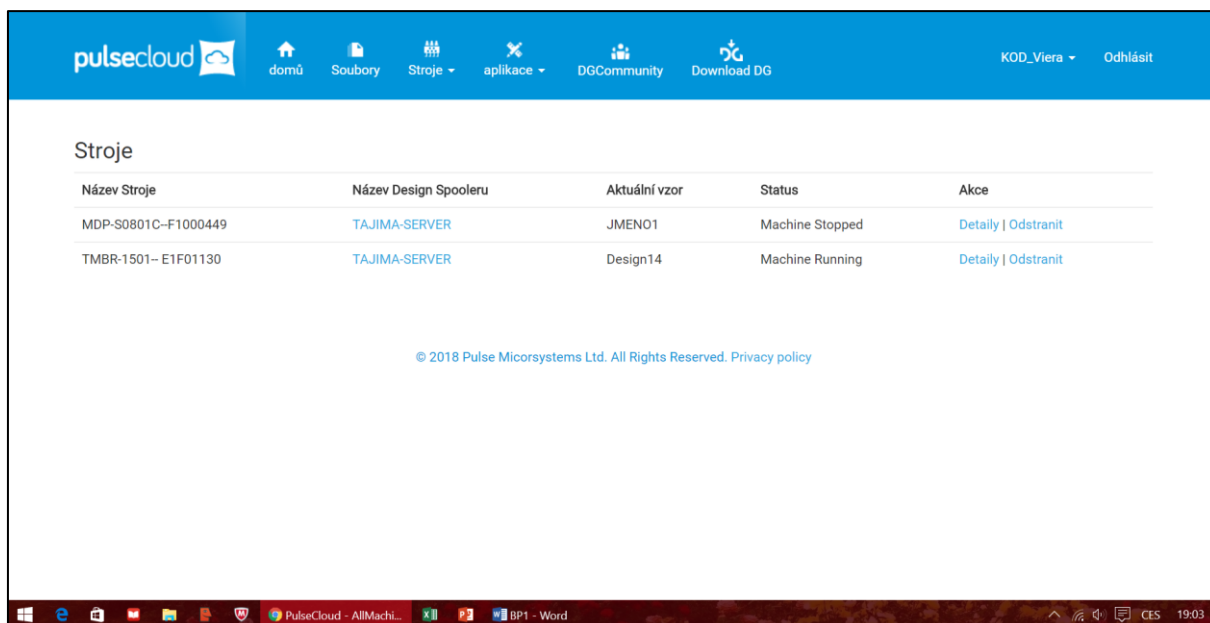 pulsecloud domů Soubory Stroje aplikace DGCommunity Download DG KOD_Viera Odhlásit
Stroje
Název Stroje Název Design Spooleru Aktuální vzor Status Akce
MDP-S0801C--F1000449 TAJIMA-SERVER JMENO1 Machine Stopped Detaily | Odstranit
TMBR-1501-- E1F01130 TAJIMA-SERVER Design14 Machine Running Detaily | Odstranit
© 2018 Pulse Micorsystems Ltd. All Rights Reserved. Privacy policy
PulseCloud - AllMachi... BP1 - Word CES 19:03